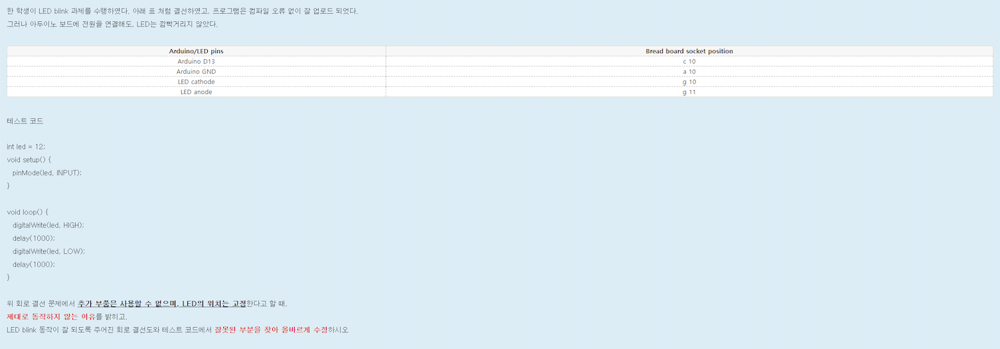 한 학생이 LED blink 과제를 수행하였다. 아래 표 처럼 결선하였고, 프로그램은 컴파일 오류 없이 잘 업로드 되었다.
그러나 아두이노 보드에 전원을 연결해도, LED는 깜빡거리지 않았다.
Arduino/LED pins Bread board socket position
Arduino D13 c 10
Arduino GND a 10
LED cathode g 10
LED anode g 11
테스트 코드
int led = 12;
void setup() {
pinMode(led, INPUT);
}
void loop() {
digitalWrite(led, HIGH);
delay(1000);
digitalWrite(led, LOW);
delay(1000);
}
위 회로 결선 문제에서 추가 부품은 사용할 수 없으며, LED의 위치는 고정한다고 할 때,
제대로 동작하지 않는 이유를 밝히고,
LED blink 동작이 잘 되도록 주어진 회로 결선도와 테스트 코드에서 잘못된 부분을 찾아 올바르게 수정하시오